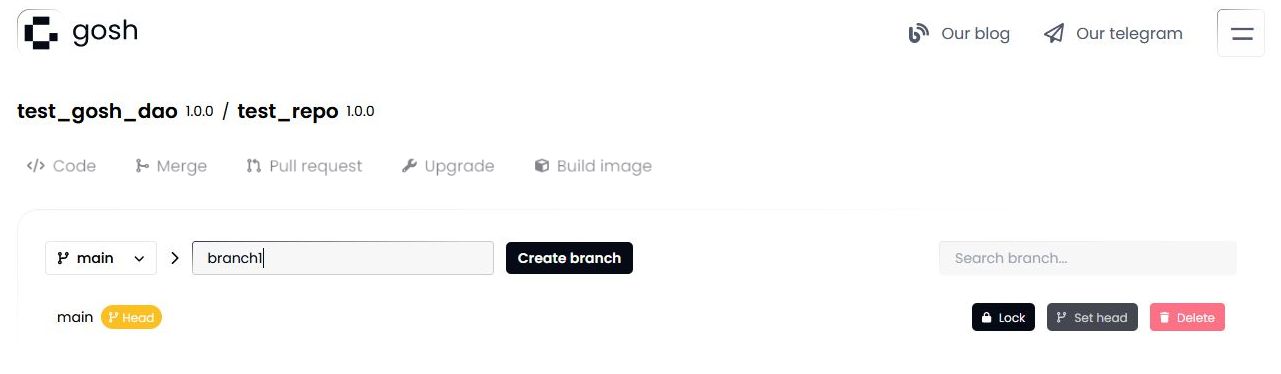 gosh Our blog Our telegram
test_gosh_dao 1.0.0 / test_repo 1.0.0
</> Code Merge Pull request Upgrade Build image
main branch1 Create branch Search branch...
main Head Lock Set head Delete